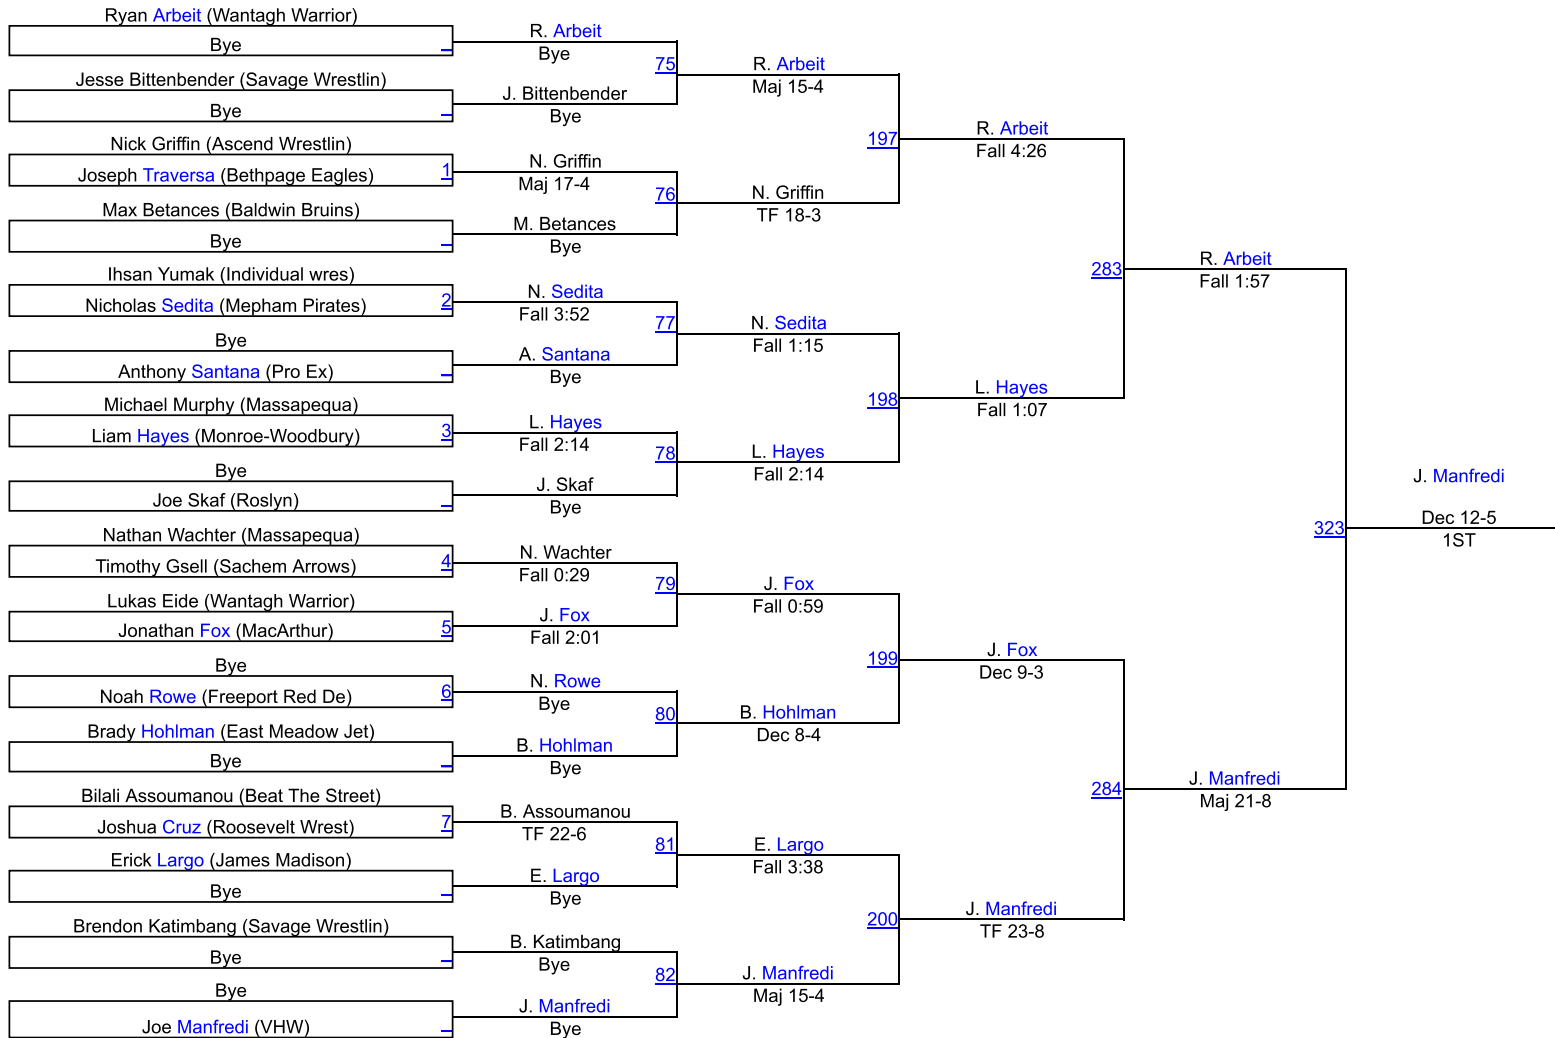 Ryan Arbeit (Wantagh Warrior)
Bye
Jesse Bittenbender (Savage Wrestlin)
Bye
Nick Griffin (Ascend Wrestlin)
Joseph Traversa (Bethpage Eagles) 1
Max Betances (Baldwin Bruins)
Bye
Ihsan Yumak (Individual wres)
Nicholas Sedita (Mepham Pirates) 2
Bye
Anthony Santana (Pro Ex)
Michael Murphy (Massapequa)
Liam Hayes (Monroe-Woodbury) 3
Bye
Joe Skaf (Roslyn)
Nathan Wachter (Massapequa)
Timothy Gsell (Sachem Arrows) 4
Lukas Eide (Wantagh Warrior)
Jonathan Fox (MacArthur) 5
Bye
Noah Rowe (Freeport Red De) 6
Brady Hohlman (East Meadow Jet)
Bye
Bilali Assoumanou (Beat The Street)
Joshua Cruz (Roosevelt Wrest) 7
Erick Largo (James Madison)
Bye
Brendon Katimbang (Savage Wrestlin)
Bye
Bye
Joe Manfredi (VHW)
R. Arbeit
Bye
75
J. Bittenbender
Bye
N. Griffin
Maj 17-4
76
M. Betances
Bye
N. Sedita
Fall 3:52
77
A. Santana
Bye
L. Hayes
Fall 2:14
78
J. Skaf
Bye
N. Wachter
Fall 0:29
79
J. Fox
Fall 2:01
N. Rowe
Bye
80
B. Hohlman
Bye
B. Assoumanou
TF 22-6
81
E. Largo
Bye
B. Katimbang
Bye
82
J. Manfredi
Bye
R. Arbeit
Maj 15-4
197
N. Griffin
TF 18-3
N. Sedita
Fall 1:15
198
L. Hayes
Fall 2:14
J. Fox
Fall 0:59
199
B. Hohlman
Dec 8-4
E. Largo
Fall 3:38
200
J. Manfredi
Maj 15-4
R. Arbeit
Fall 4:26
283
L. Hayes
Fall 1:07
J. Fox
Dec 9-3
284
J. Manfredi
TF 23-8
R. Arbeit
Fall 1:57
323
J. Manfredi
Maj 21-8
J. Manfredi
Dec 12-5
1ST